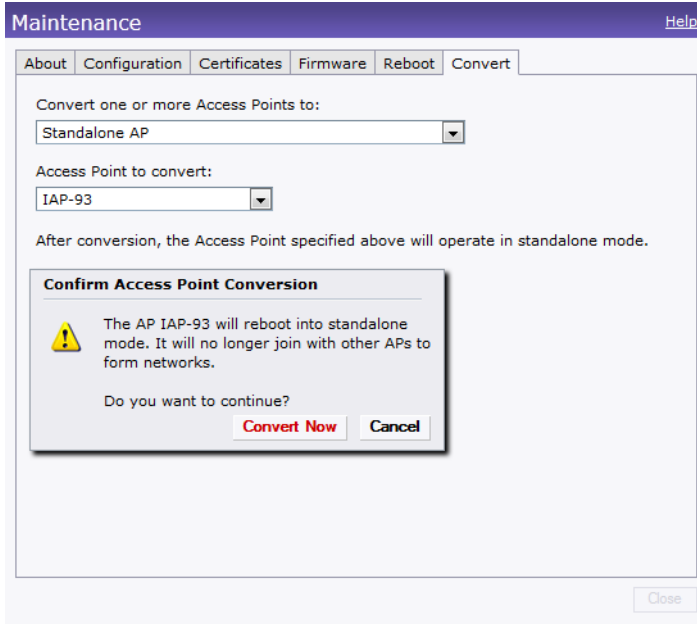 Maintenance
Help
About Configuration Certificates Firmware Reboot Convert
Convert one or more Access Points to:
Standalone AP
Access Point to convert:
IAP-93
After conversion, the Access Point specified above will operate in standalone mode.
Confirm Access Point Conversion
The AP IAP-93 will reboot into standalone
mode. It will no longer join with other APs to
form networks.
Do you want to continue?
Convert Now Cancel
Close